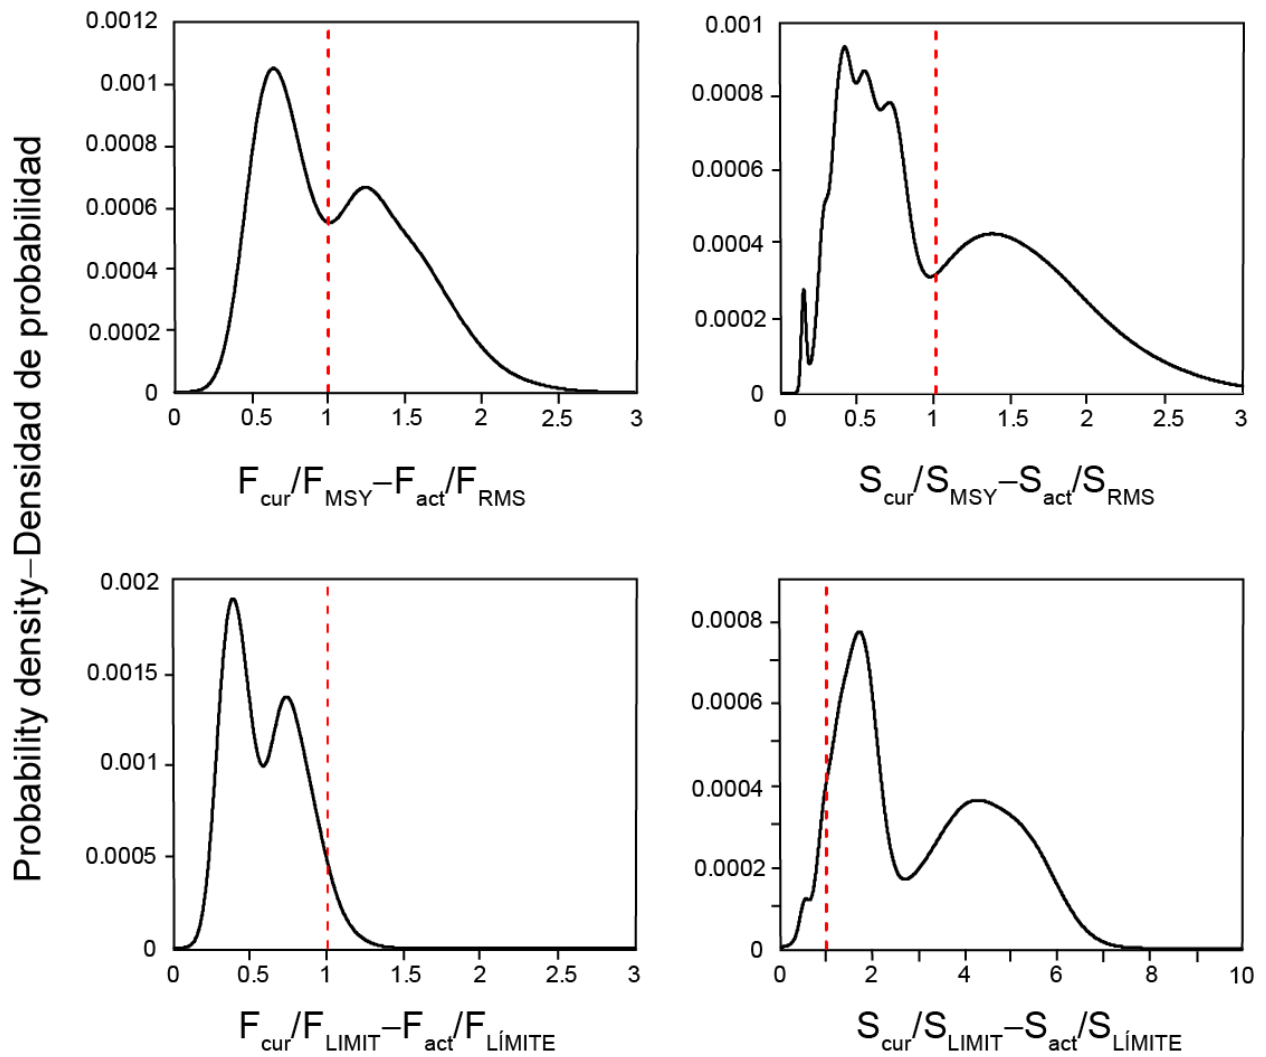 Probability density–Densidad de probabilidad
0.0012
0.001
0.0008
0.0006
0.0004
0.0002
0
0 0.5 1 1.5 2 2.5 3
Fcur/FMSY–Fact/FRMS
0.001
0.0008
0.0006
0.0004
0.0002
0
0 0.5 1 1.5 2 2.5 3
Scur/SMSY–Sact/SRMS
0.002
0.0015
0.001
0.0005
0
0 0.5 1 1.5 2 2.5 3
Fcur/FLIMIT–Fact/FLÍMITE
0.0008
0.0006
0.0004
0.0002
0
0 2 4 6 8 10
Scur/SLIMIT–Sact/SLÍMITE